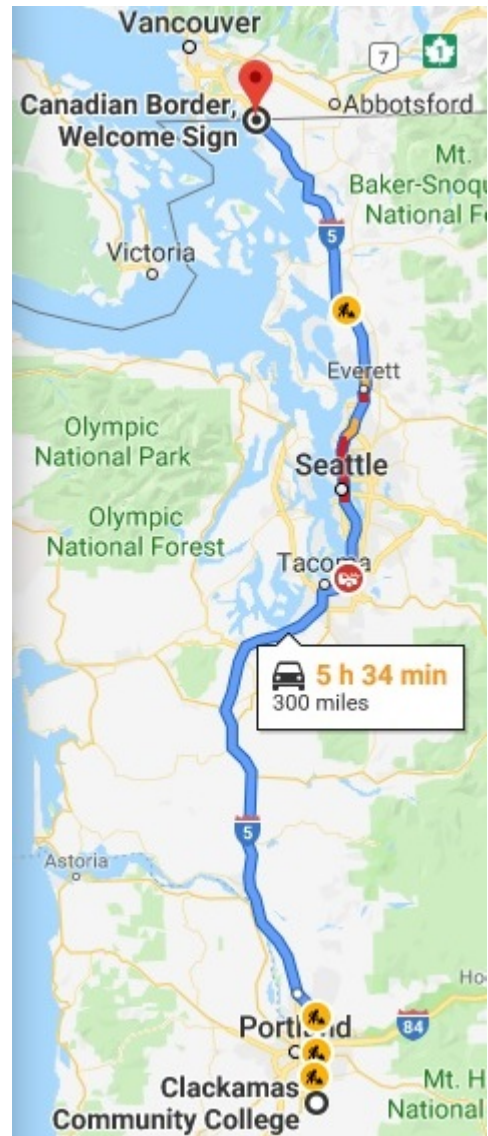 Vancouver
7
1
Canadian Border,
Welcome Sign
Abbotsford
Mt.
Baker-Snoqu
National Fo
5
Victoria
Everett
Olympic
National Park
Seattle
Olympic
National Forest
Tacoma
5 h 34 min
300 miles
5
Astoria
Hoo
Portland
84
Clackamas
Community College
Mt. H
National